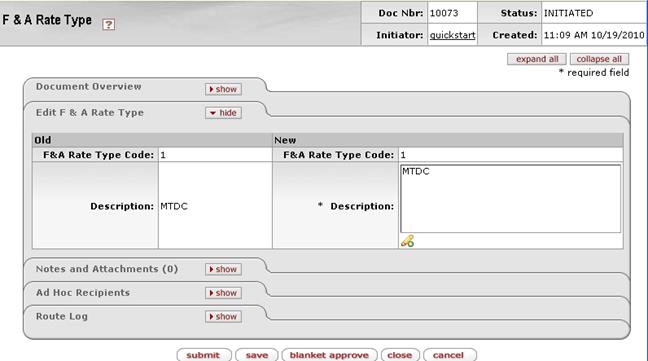 F & A Rate Type ?
Doc Nbr: 10073 Status: INITIATED
Initiator: quickstart Created: 11:09 AM 10/19/2010
expand all collapse all
* required field
Document Overview show
Edit F & A Rate Type hide
Old New
F&A Rate Type Code: 1 F&A Rate Type Code: 1
Description: MTDC * Description: MTDC
Notes and Attachments (0) show
Ad Hoc Recipients show
Route Log show
submit save blanket approve close cancel